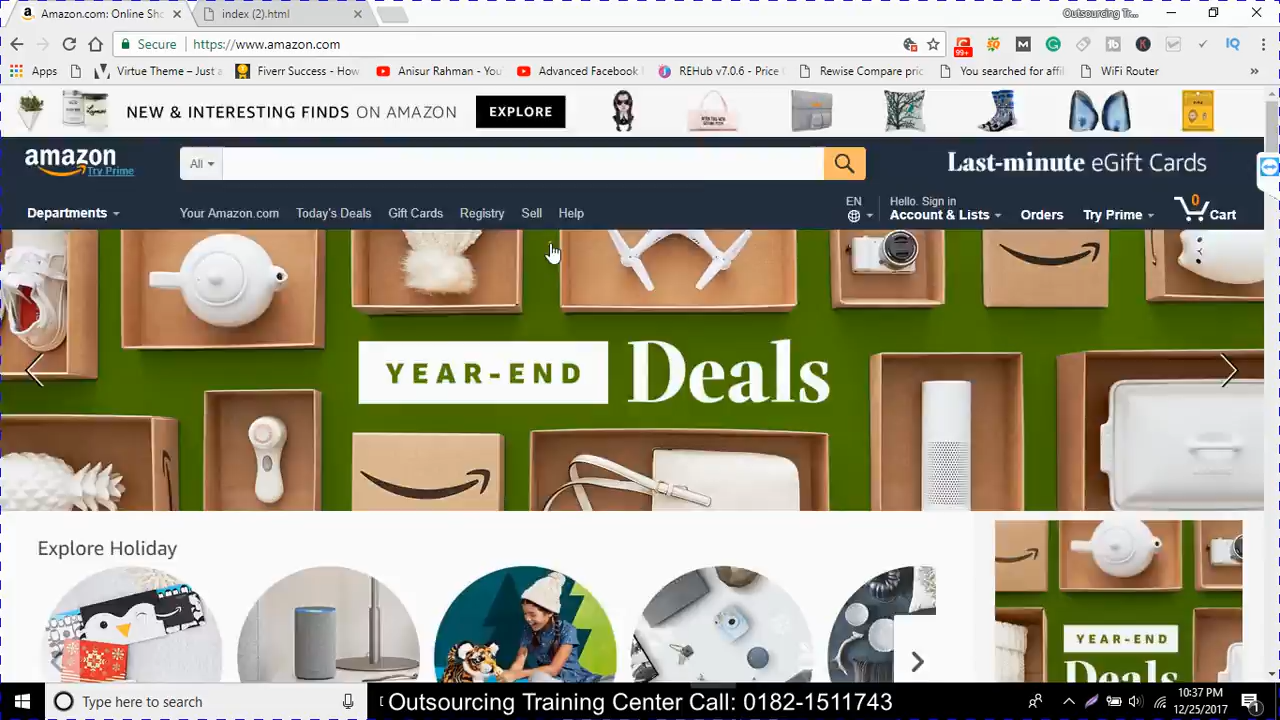 Amazon.com: Online Sho
index (2).html
Outsourcing Tr...
Secure
https://www.amazon.com
99+
IQ
Apps
Virtue Theme – Just a
Fiverr Success - How
Anisur Rahman - You
Advanced Facebook
REHub v7.0.6 - Price
Rewise Compare pric
You searched for affil
WiFi Router
NEW & INTERESTING FINDS ON AMAZON
EXPLORE
amazon
Try Prime
All
Last-minute eGift Cards
Departments
Your Amazon.com
Today's Deals
Gift Cards
Registry
Sell
Help
EN
Hello. Sign in
Account & Lists
Orders
Try Prime
0
Cart
YEAR-END Deals
Explore Holiday
YEAR-END
Deals
Type here to search
Outsourcing Training Center Call: 0182-1511743
10:37 PM
12/25/2017
1